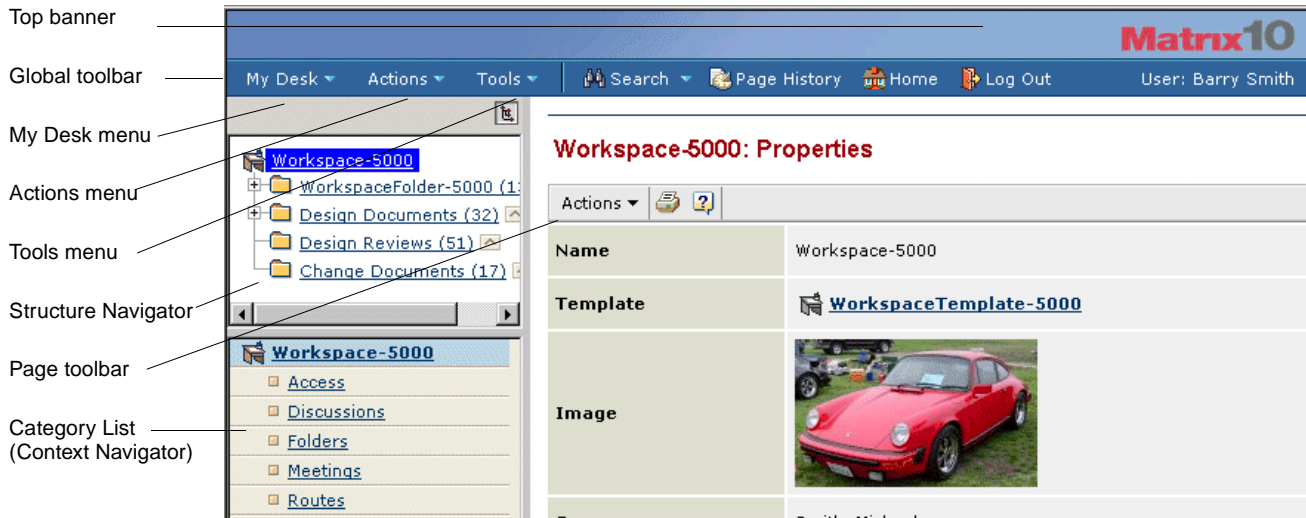 Top banner
Global toolbar
My Desk menu
Actions menu
Tools menu
Structure Navigator
Page toolbar
Category List
(Context Navigator)
Matrix10
My Desk Actions Tools Search Page History Home Log Out User: Barry Smith
Workspace-5000
WorkspaceFolder-5000 (1
Design Documents (32)
Design Reviews (51)
Change Documents (17)
Workspace-5000
Access
Discussions
Folders
Meetings
Routes
Workspace-5000: Properties
Actions
Name Workspace-5000
Template WorkspaceTemplate-5000
Image